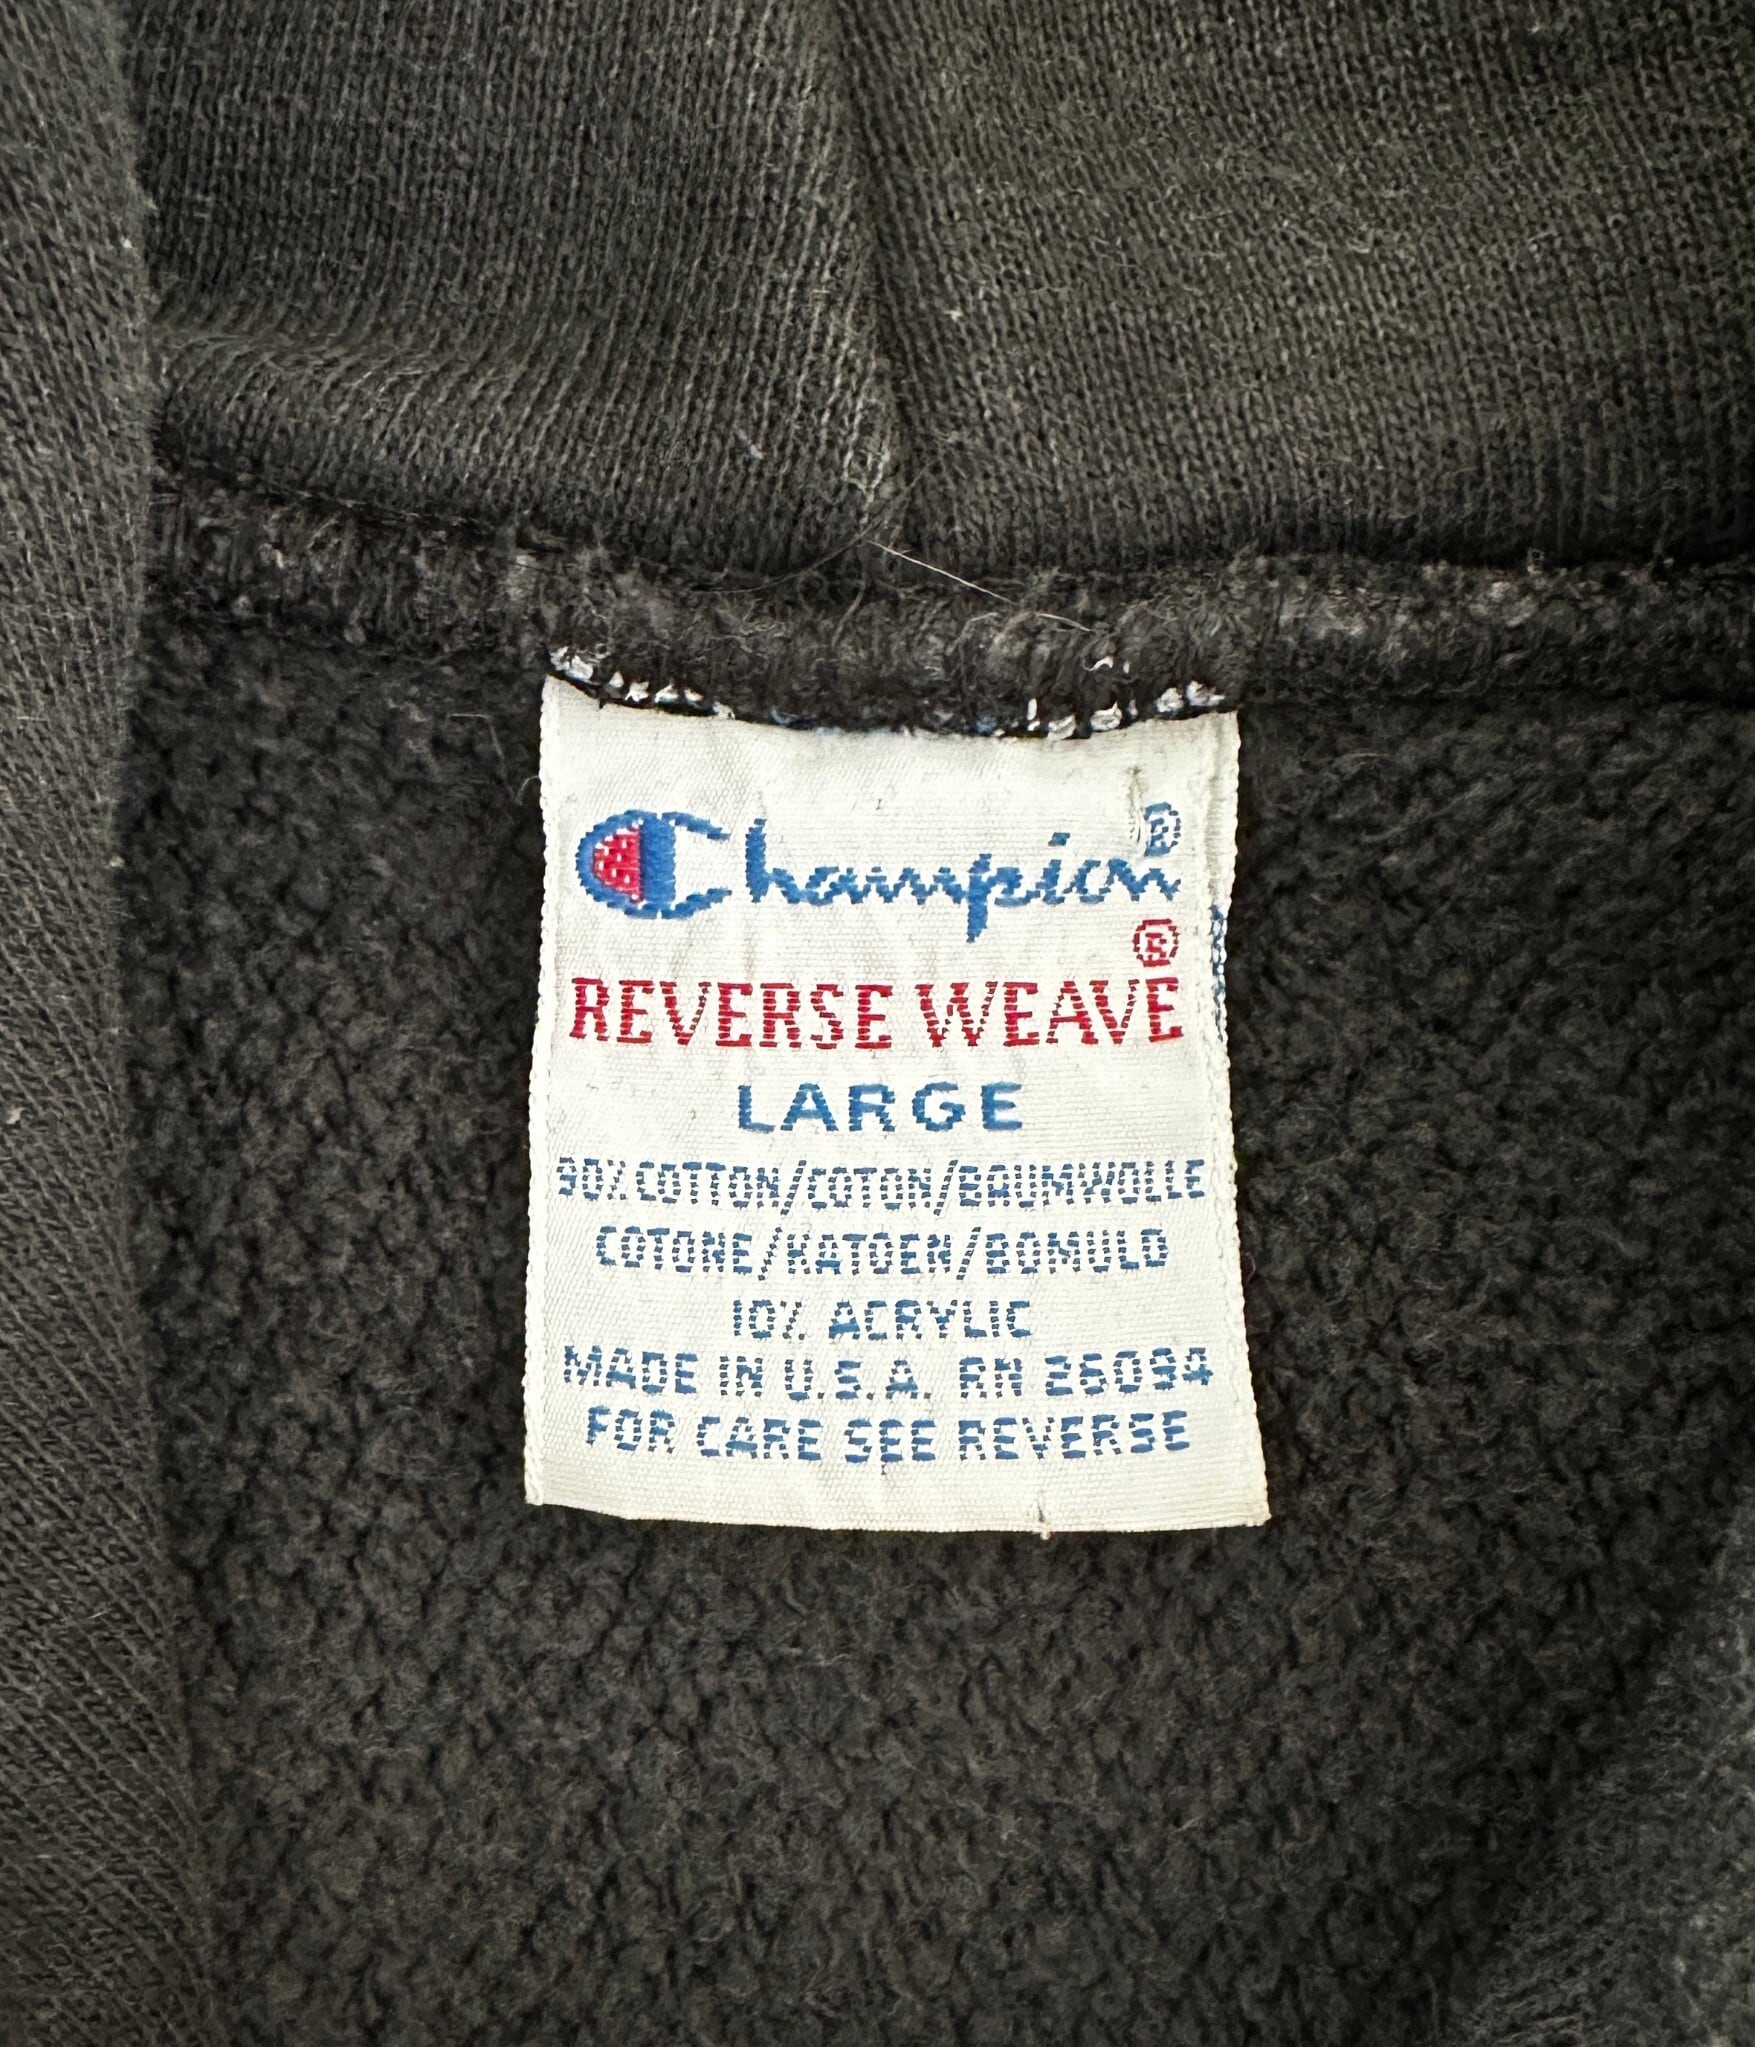 Champion®
REVERSE WEAVE®
LARGE
90% COTTON/COTON/BAUMWOLLE
COTONE/KATOEN/BOMULD
10% ACRYLIC
MADE IN U.S.A. RN 26094
FOR CARE SEE REVERSE